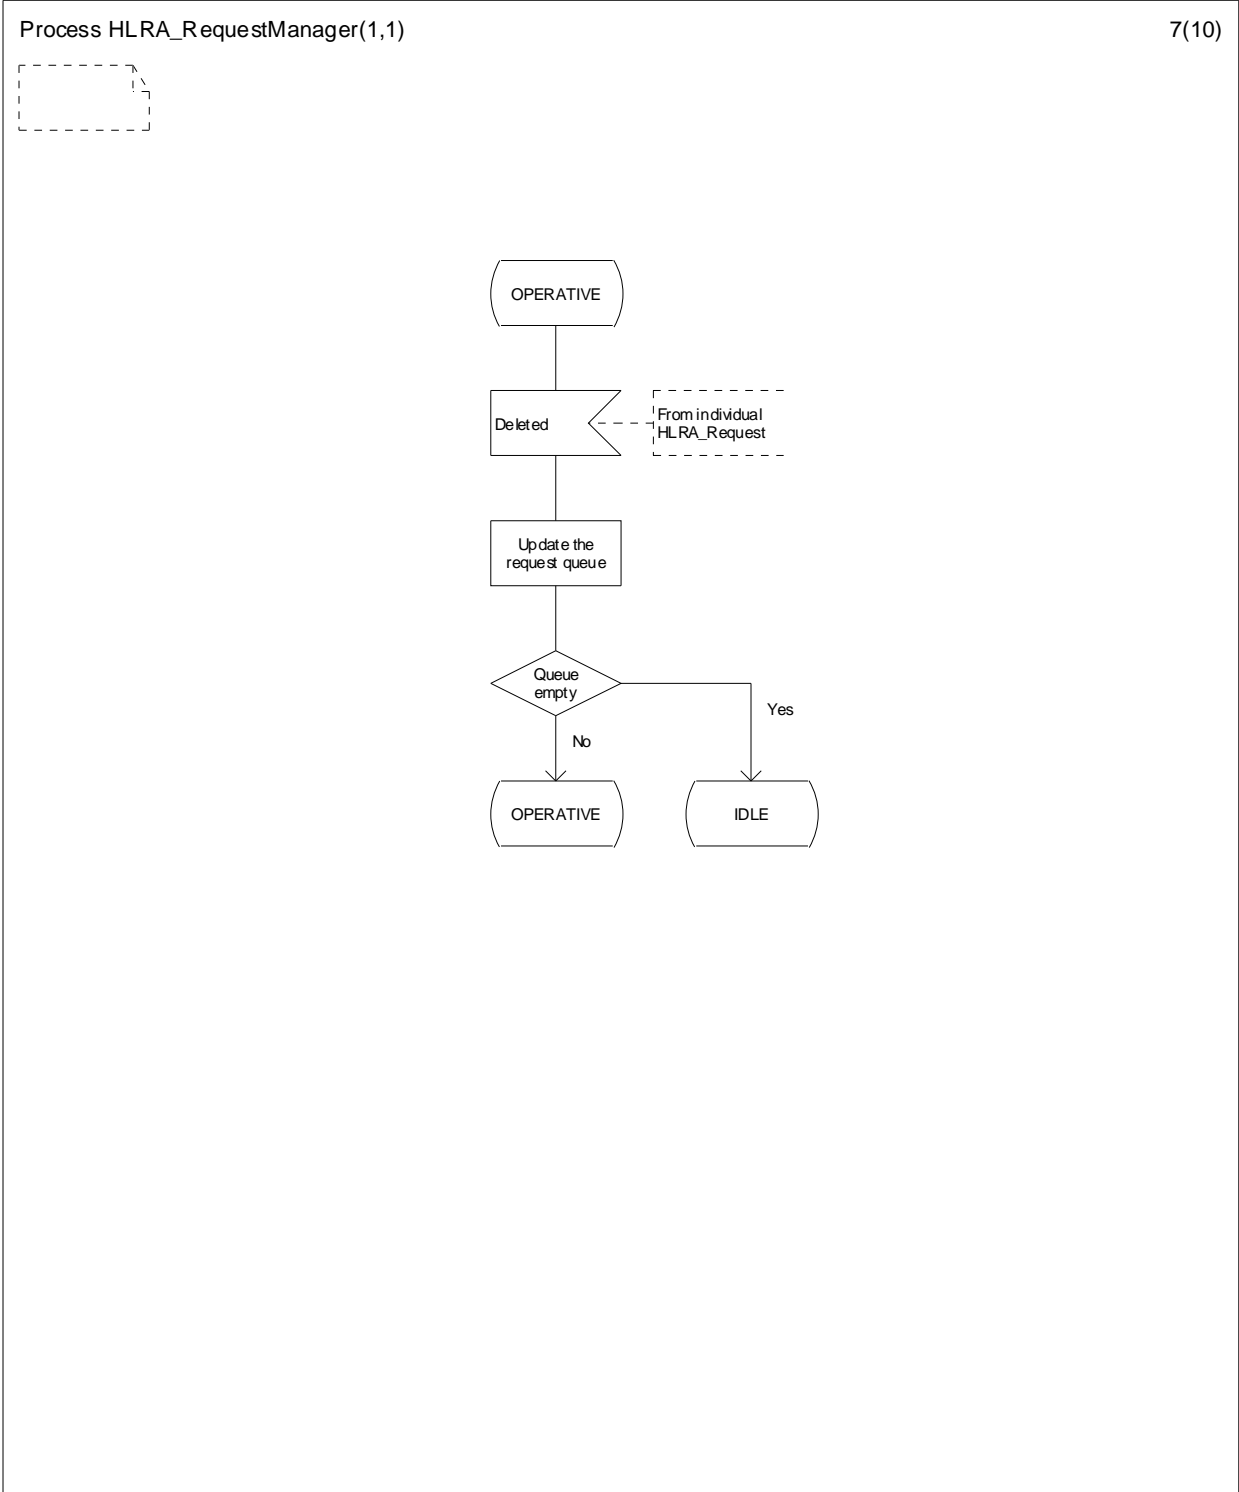 Process HLRA_RequestManager(1,1)
7(10)
OPERATIVE
Deleted
From individual
HLRA_Request
Update the
request queue
Queue
empty
Yes
No
OPERATIVE
IDLE